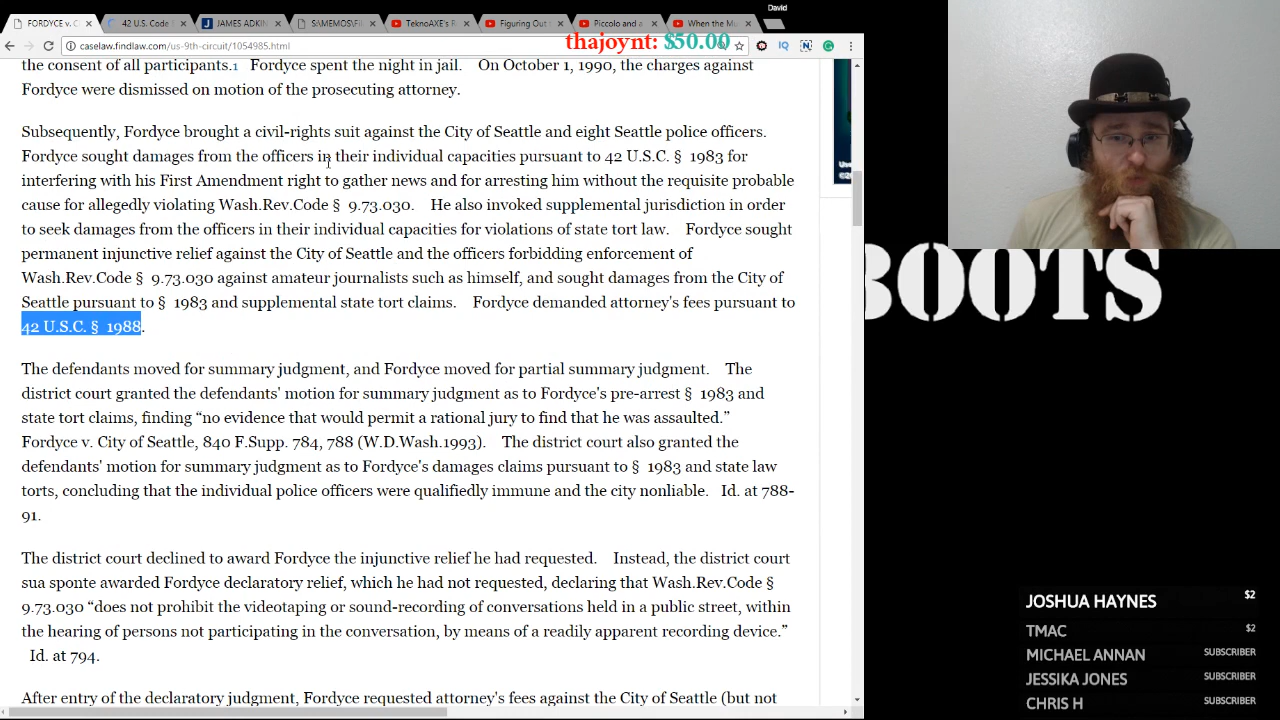 David
FORDYCE v. C
42 U.S.C. § 1988
JAMES ADKIN
S:\MEMOS\FI
TeknoAXE's R
Figuring Out
Piccolo and a
When the Mu
caselaw.findlaw.com/us-9th-circuit/1054985.html
thajoynt: $50.00
the consent of all participants.1 Fordyce spent the night in jail. On October 1, 1990, the charges against
Fordyce were dismissed on motion of the prosecuting attorney.
Subsequently, Fordyce brought a civil-rights suit against the City of Seattle and eight Seattle police officers.
Fordyce sought damages from the officers in their individual capacities pursuant to 42 U.S.C. § 1983 for
interfering with his First Amendment right to gather news and for arresting him without the requisite probable
cause for allegedly violating Wash.Rev.Code § 9.73.030. He also invoked supplemental jurisdiction in order
to seek damages from the officers in their individual capacities for violations of state tort law. Fordyce sought
permanent injunctive relief against the City of Seattle and the officers forbidding enforcement of
Wash.Rev.Code § 9.73.030 against amateur journalists such as himself, and sought damages from the City of
Seattle pursuant to § 1983 and supplemental state tort claims. Fordyce demanded attorney's fees pursuant to
42 U.S.C. § 1988.
The defendants moved for summary judgment, and Fordyce moved for partial summary judgment. The
district court granted the defendants' motion for summary judgment as to Fordyce's pre-arrest § 1983 and
state tort claims, finding “no evidence that would permit a rational jury to find that he was assaulted.”
Fordyce v. City of Seattle, 840 F.Supp. 784, 788 (W.D.Wash.1993). The district court also granted the
defendants' motion for summary judgment as to Fordyce's damages claims pursuant to § 1983 and state law
torts, concluding that the individual police officers were qualifiedly immune and the city nonliable. Id. at 788-
91.
The district court declined to award Fordyce the injunctive relief he had requested. Instead, the district court
sua sponte awarded Fordyce declaratory relief, which he had not requested, declaring that Wash.Rev.Code §
9.73.030 “does not prohibit the videotaping or sound-recording of conversations held in a public street, within
the hearing of persons not participating in the conversation, by means of a readily apparent recording device.”
Id. at 794.
After entry of the declaratory judgment, Fordyce requested attorney's fees against the City of Seattle (but not
BOOTS
JOSHUA HAYNES $2
TMAC $2
MICHAEL ANNAN SUBSCRIBER
JESSIKA JONES SUBSCRIBER
CHRIS H SUBSCRIBER